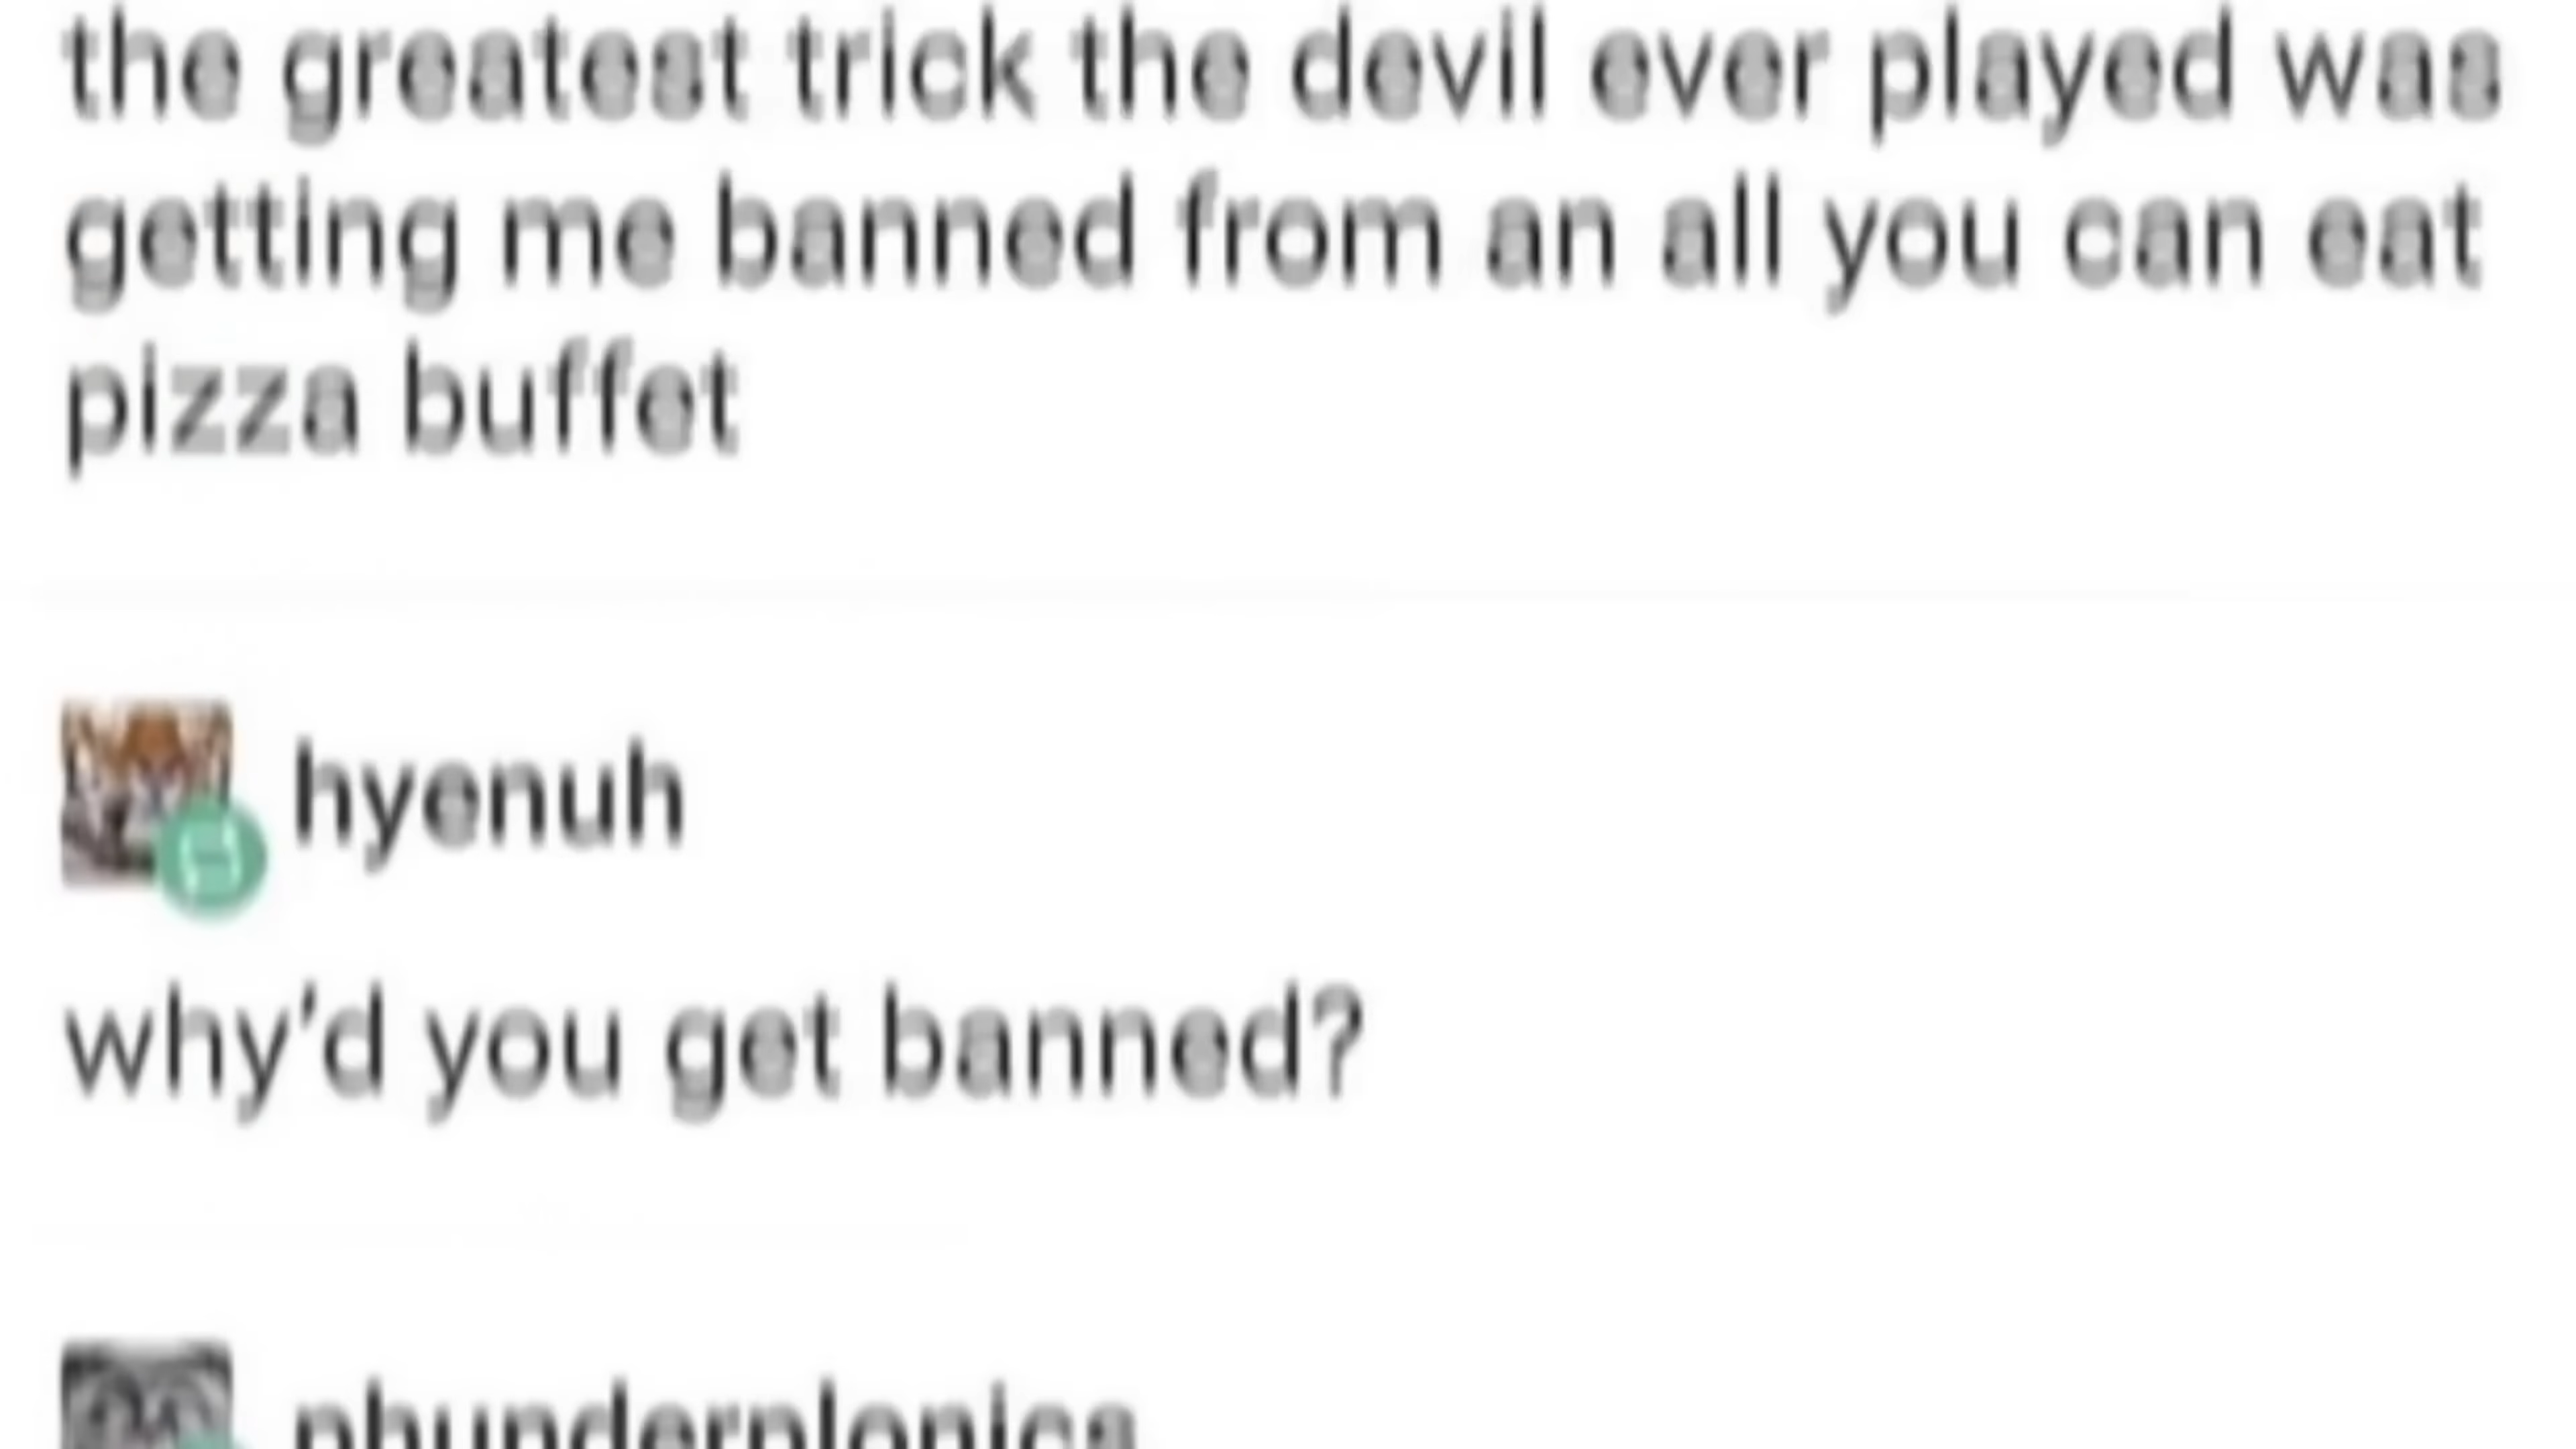 the greatest trick the devil ever played was
getting me banned from an all you can eat
pizza buffet
hyenuh
why'd you get banned?